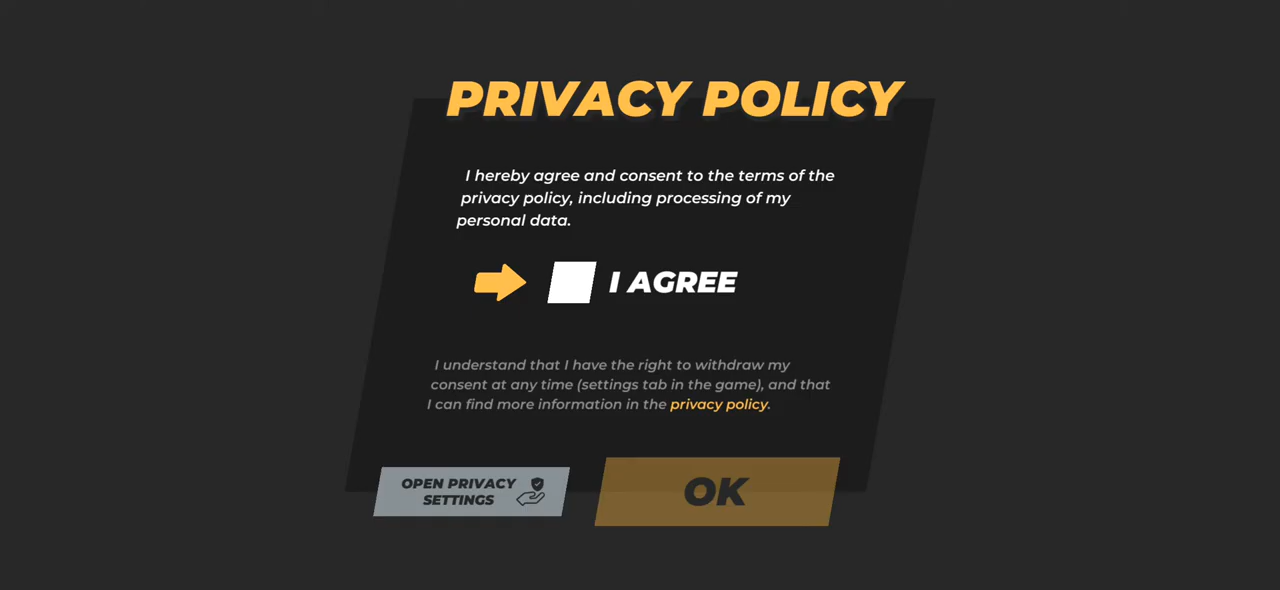 PRIVACY POLICY
I hereby agree and consent to the terms of the
privacy policy, including processing of my
personal data.
I AGREE
I understand that I have the right to withdraw my
consent at any time (settings tab in the game), and that
I can find more information in the privacy policy.
OPEN PRIVACY
SETTINGS
OK